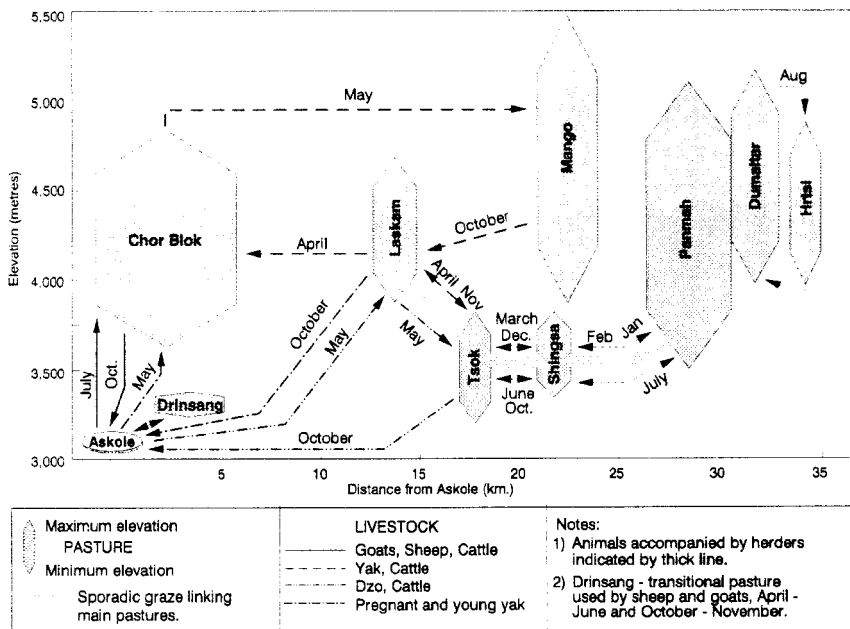 5.500
5.000
4.500
4.000
3.500
3.000
Elevation (metres)
May
Aug
Mango
Panmah
Dumaltar
Hrisi
Chor Blok
Laskam
April
October
April Nov
October
May
May
March
Dec.
Feb
Jan
July
Oct.
May
Tsok
Shingsa
July
Drinsang
Askole
October
June
Oct.
5
10
15
20
25
30
35
Distance from Askole (km.)
Maximum elevation
PASTURE
Minimum elevation
Sporadic graze linking
main pastures.
LIVESTOCK
Goats, Sheep, Cattle
Yak, Cattle
Dzo, Cattle
Pregnant and young yak
Notes:
1) Animals accompanied by herders
indicated by thick line.
2) Drinsang - transitional pasture
used by sheep and goats, April -
June and October - November.